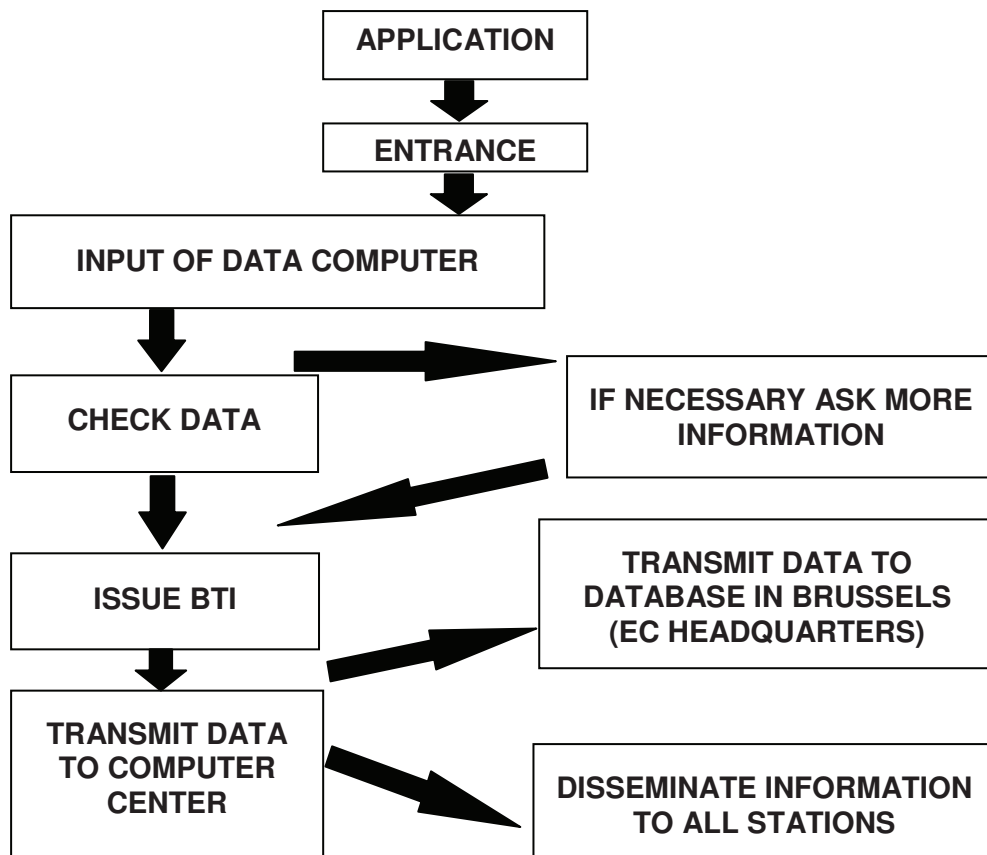 APPLICATION
ENTRANCE
INPUT OF DATA COMPUTER
CHECK DATA
IF NECESSARY ASK MORE
INFORMATION
ISSUE BTI
TRANSMIT DATA TO
DATABASE IN BRUSSELS
(EC HEADQUARTERS)
TRANSMIT DATA
TO COMPUTER
CENTER
DISSEMINATE INFORMATION
TO ALL STATIONS